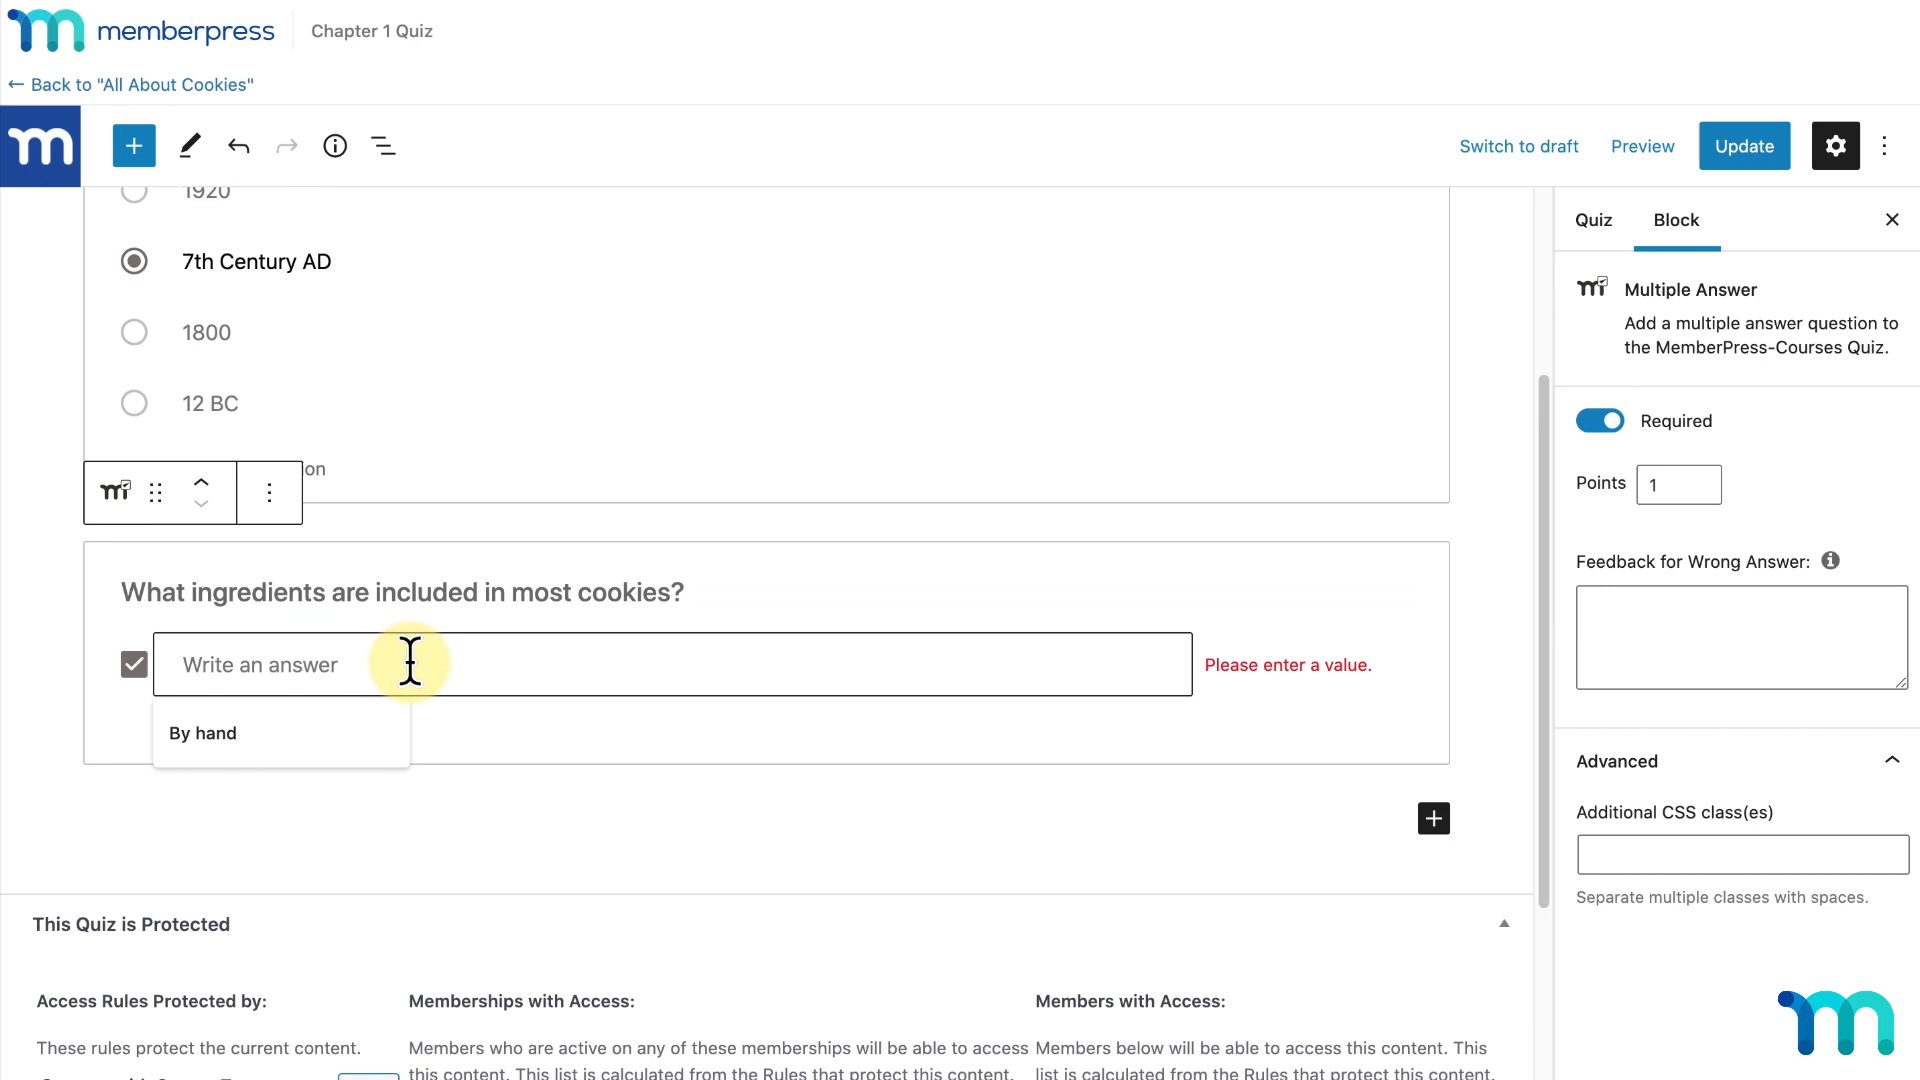 memberpress
Chapter 1 Quiz
← Back to "All About Cookies"
Switch to draft
Preview
Update
1920
7th Century AD
1800
12 BC
on
What ingredients are included in most cookies?
Write an answer
Please enter a value.
By hand
This Quiz is Protected
Access Rules Protected by:
These rules protect the current content.
Memberships with Access:
Members who are active on any of these memberships will be able to access
this content. This list is calculated from the Rules that protect this content.
Members with Access:
Members below will be able to access this content. This
list is calculated from the Rules that protect this content.
Quiz
Block
Multiple Answer
Add a multiple answer question to
the MemberPress-Courses Quiz.
Required
Points
1
Feedback for Wrong Answer:
Advanced
Additional CSS class(es)
Separate multiple classes with spaces.